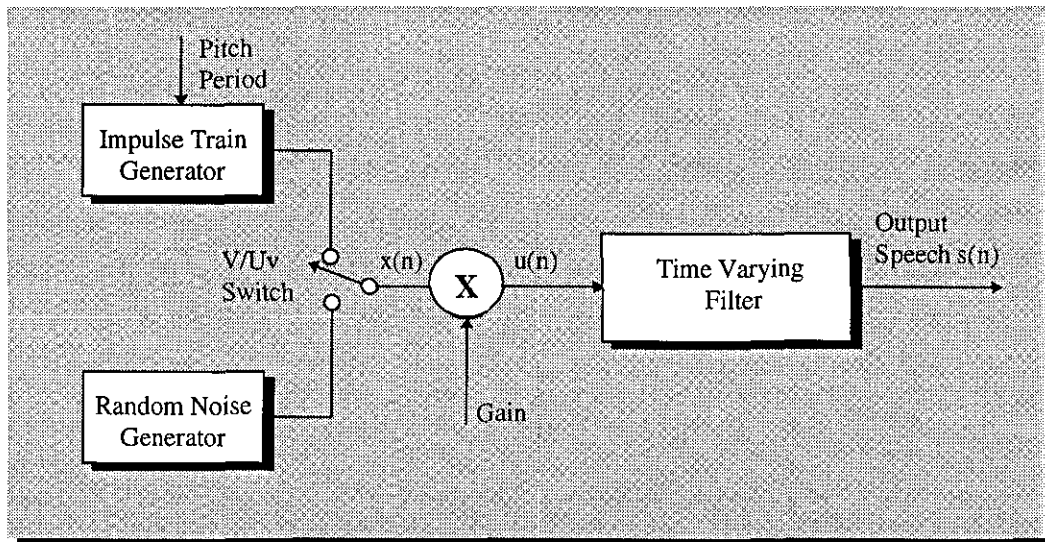 Pitch
Period
Impulse Train
Generator
V/Uv
Switch
x(n)
X
u(n)
Time Varying
Filter
Output
Speech s(n)
Random Noise
Generator
Gain